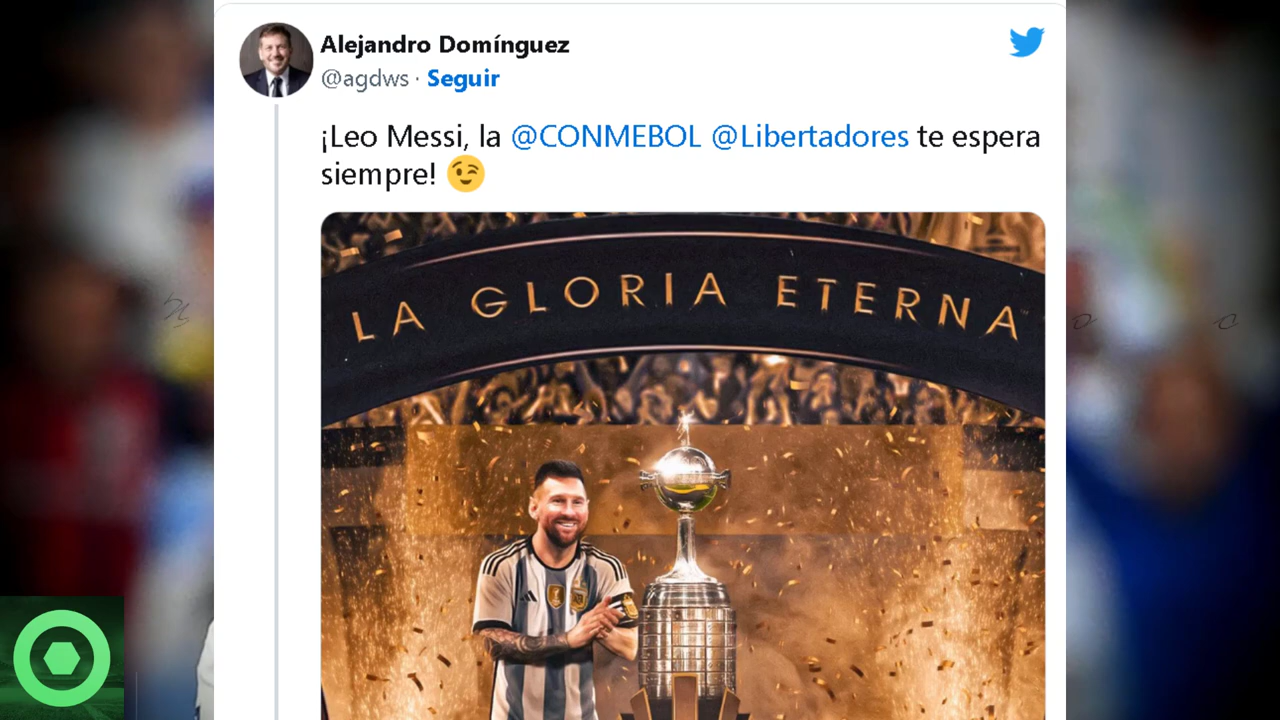 Alejandro Domínguez
@agdws · Seguir
¡Leo Messi, la @CONMEBOL @Libertadores te espera
siempre! 😉
LA GLORIA ETERNA